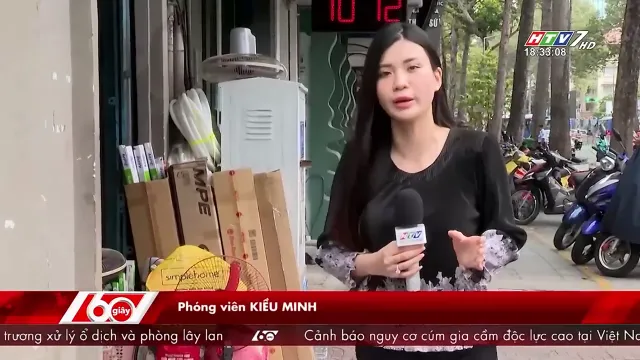 10 12
HTV7 HD
18:33:08
MPE
simplehome
HTV
60 giây
Phóng viên KIỀU MINH
trương xử lý ổ dịch và phòng lây lan 60 Cảnh báo nguy cơ cúm gia cầm độc lực cao tại Việt Na